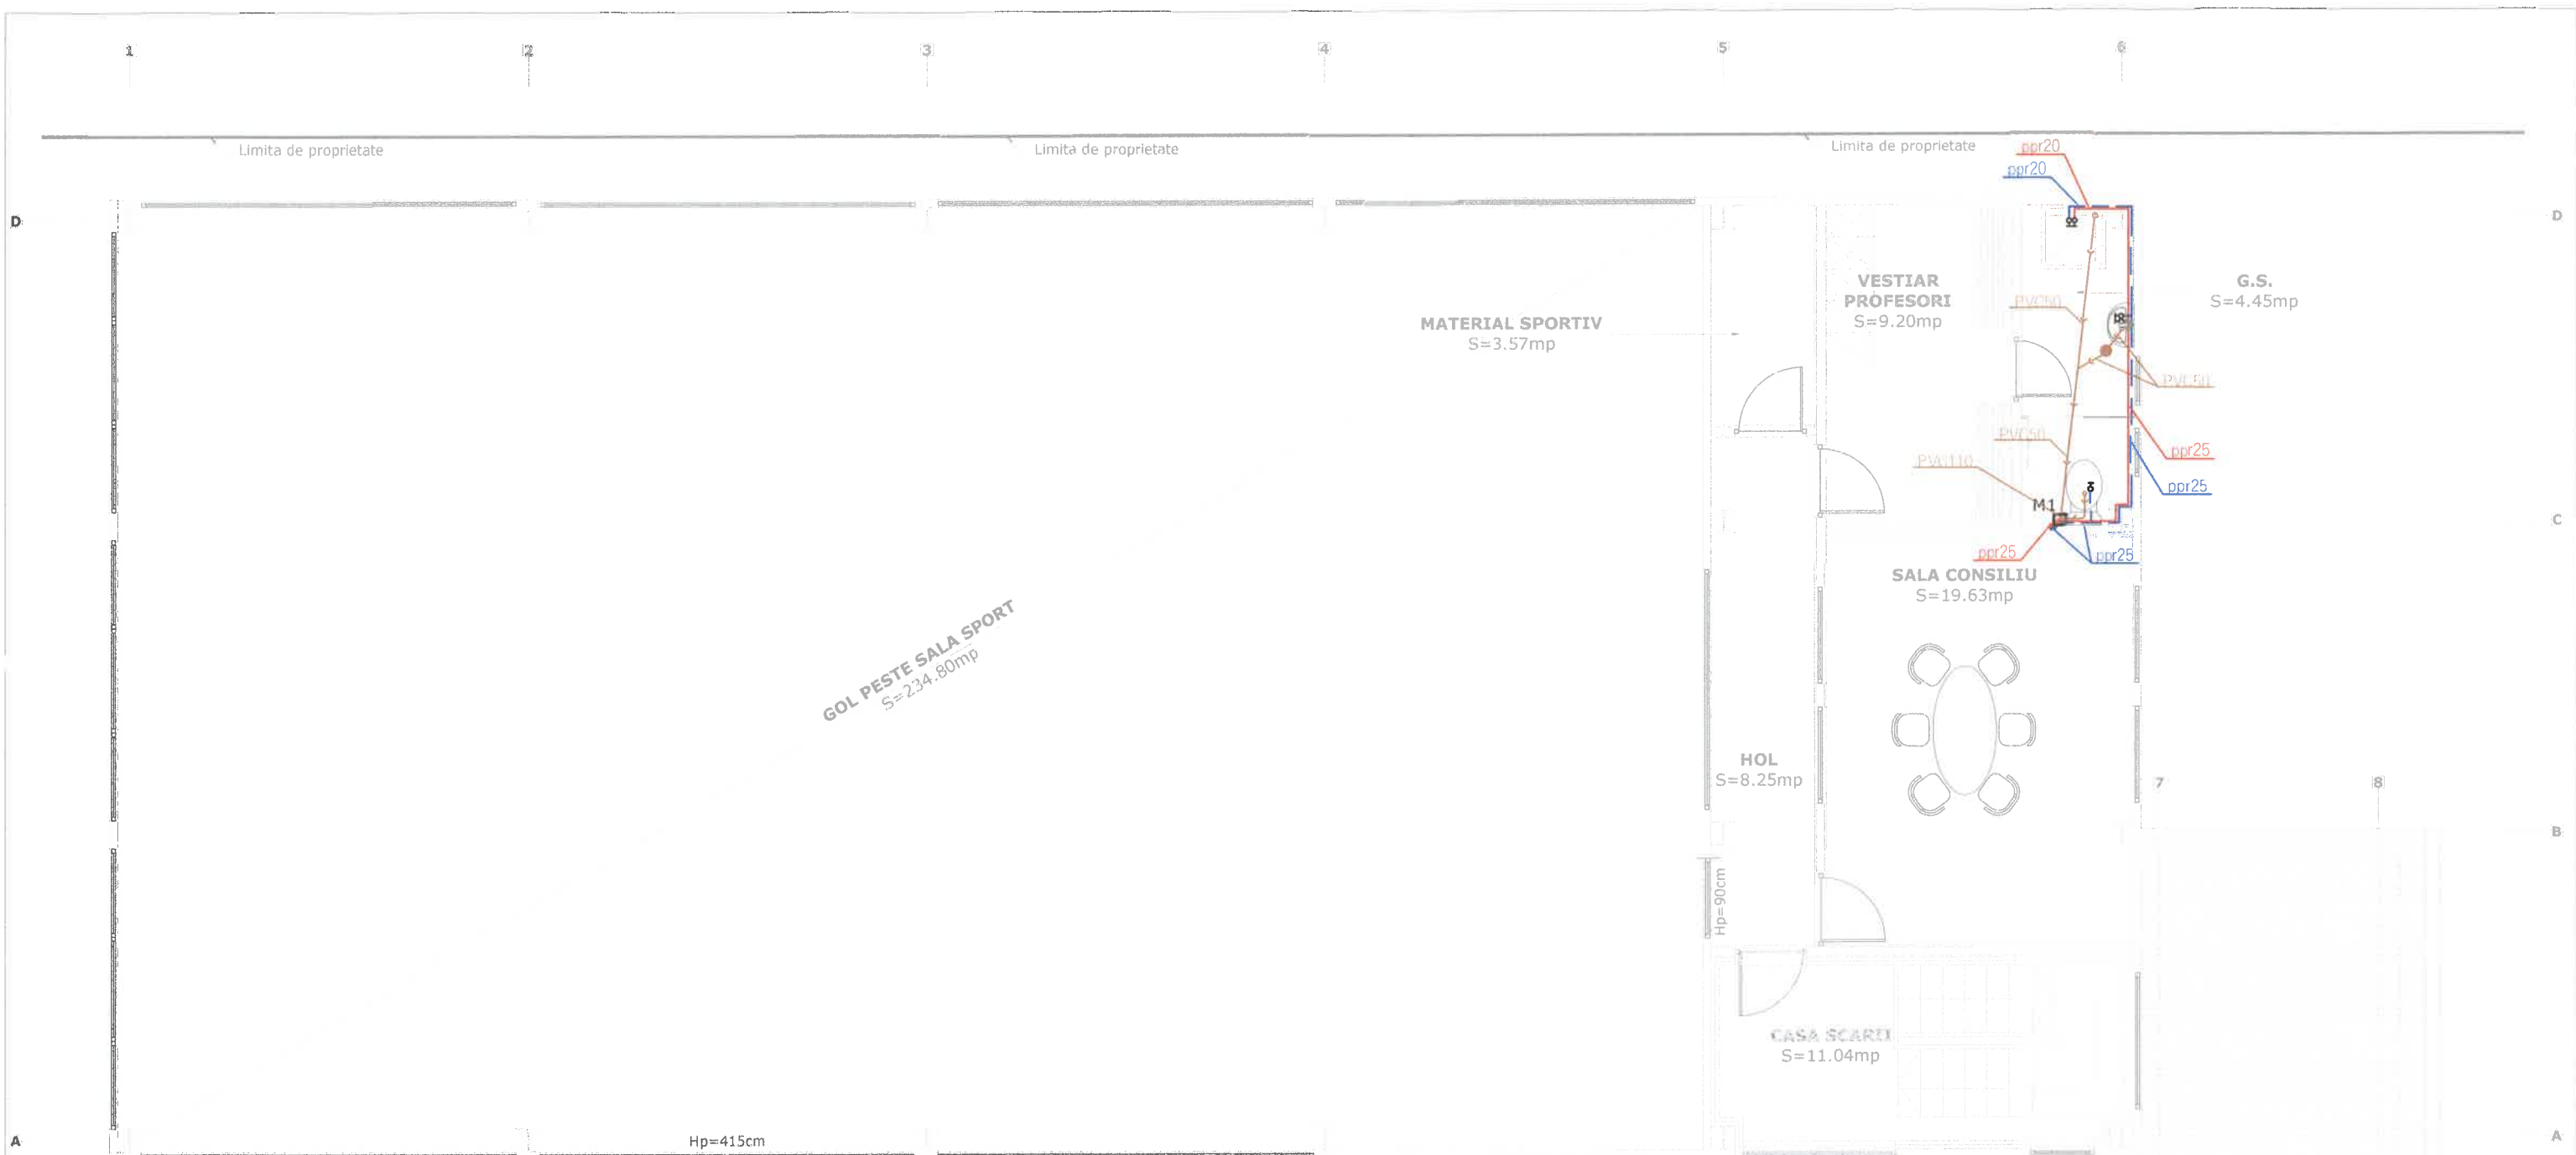 1 2 3 4 5 6
Limita de proprietate
Limita de proprietate
Limita de proprietate
ppr20
ppr20
D
D
VESTIAR
PROFESORI
S=9.20mp
G.S.
S=4.45mp
MATERIAL SPORTIV
S=3.57mp
PVC50
PVC50
PVC50
PVC110
ppr25
ppr25
M1
C
ppr25
ppr25
SALA CONSILIU
S=19.63mp
GOL PESTE SALA SPORT
S=234.80mp
HOL
S=8.25mp
7 8
B
Hp=90cm
CASA SCARII
S=11.04mp
A
Hp=415cm
A